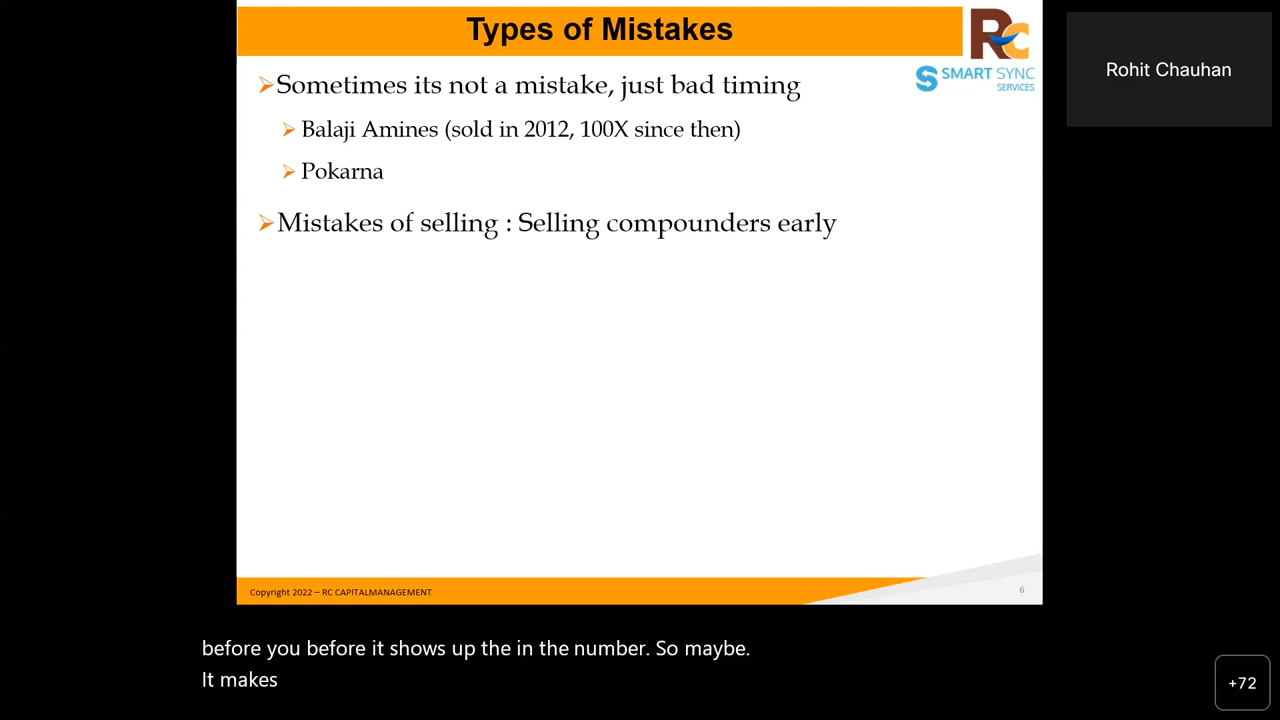 Types of Mistakes
RC
SMART SYNC
SERVICES
Rohit Chauhan
➢Sometimes its not a mistake, just bad timing
➢ Balaji Amines (sold in 2012, 100X since then)
➢ Pokarna
➢Mistakes of selling : Selling compounders early
Copyright 2022 – RC CAPITALMANAGEMENT
6
before you before it shows up the in the number. So maybe.
It makes
+72